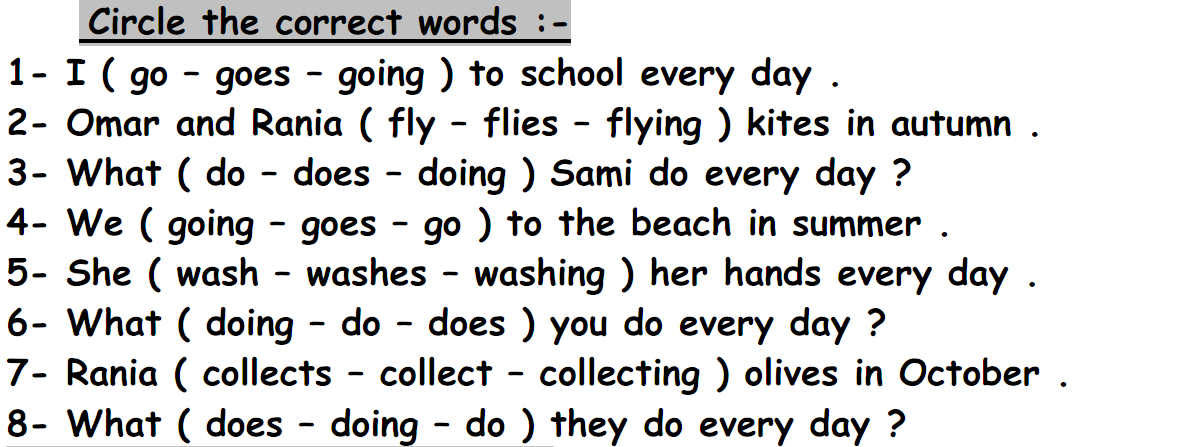 Circle the correct words :-
1- I ( go - goes - going ) to school every day .
2- Omar and Rania ( fly - flies - flying ) kites in autumn .
3- What ( do - does - doing ) Sami do every day ?
4- We ( going - goes - go ) to the beach in summer .
5- She ( wash - washes - washing ) her hands every day .
6- What ( doing - do - does ) you do every day ?
7- Rania ( collects - collect - collecting ) olives in October .
8- What ( does - doing - do ) they do every day ?